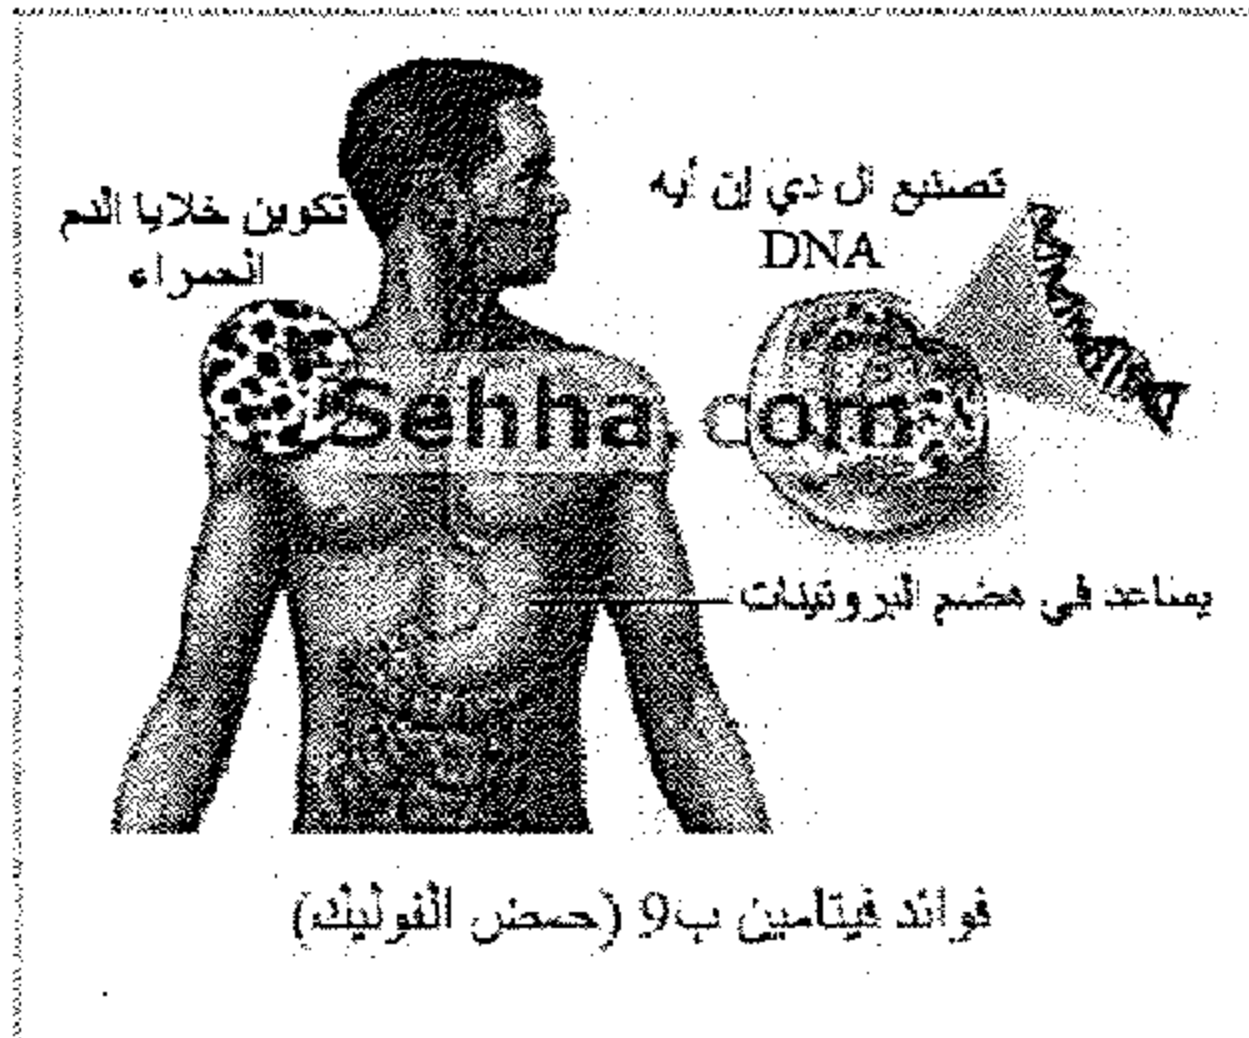 تصنيع ال دي إن أيه
DNA
تكوين خلايا الدم
الحمراء
Sehha.com
يساعد في هضم البروتينات
فوائد فيتامين ب9 (حمض الفوليك)